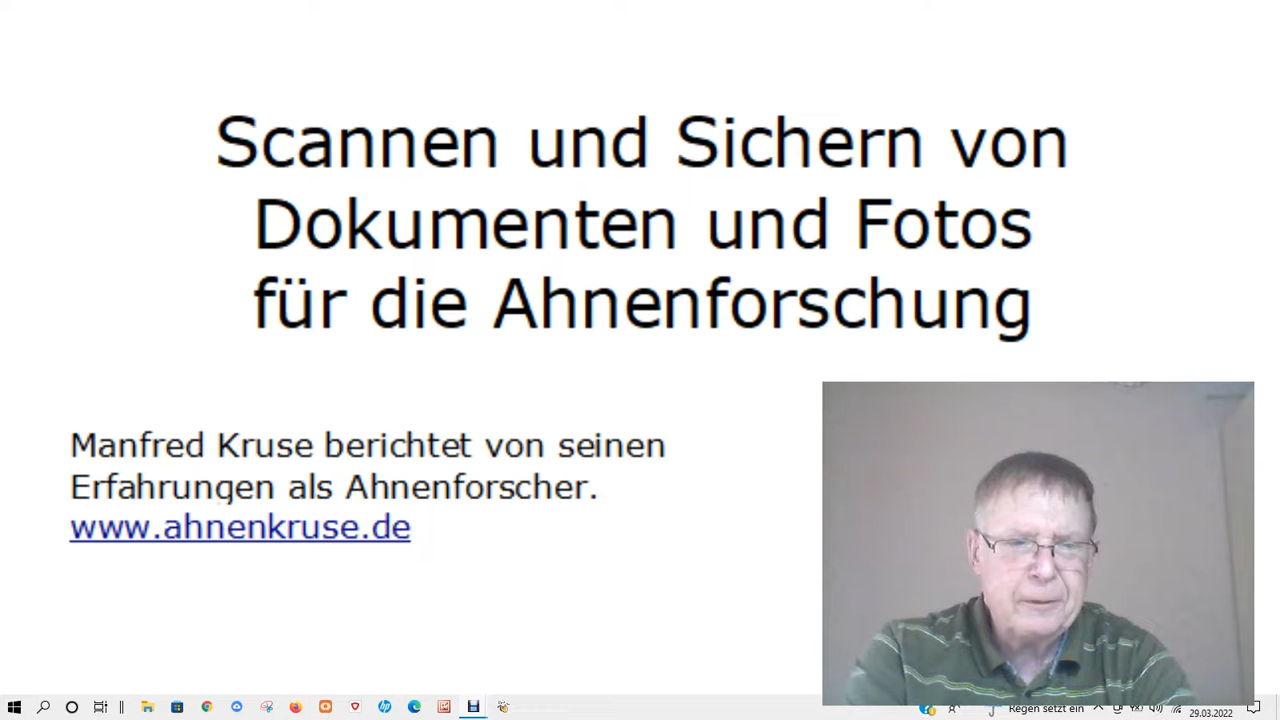 Scannen und Sichern von
Dokumenten und Fotos
für die Ahnenforschung
Manfred Kruse berichtet von seinen
Erfahrungen als Ahnenforscher.
www.ahnenkruse.de
Regen setzt ein
29.03.2022